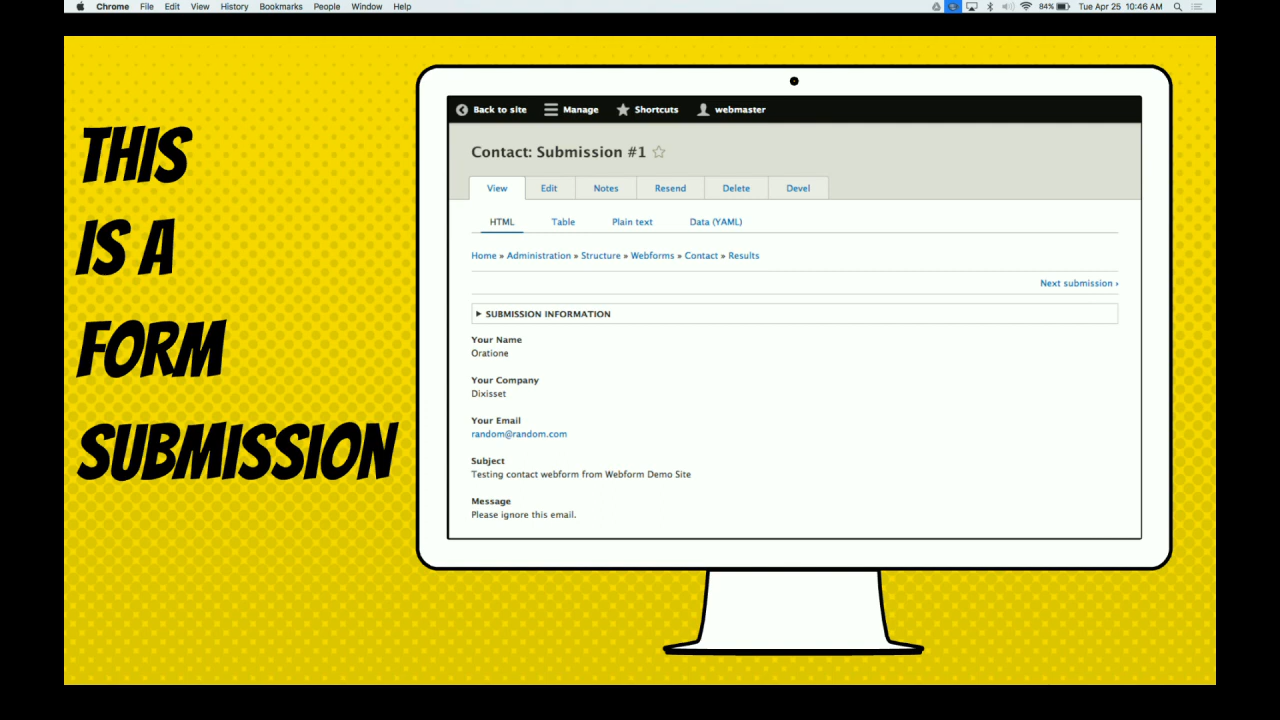 Chrome File Edit View History Bookmarks People Window Help 84% Tue Apr 25 10:46 AM
THIS
IS A
FORM
SUBMISSION
Back to site Manage Shortcuts webmaster
Contact: Submission #1
View Edit Notes Resend Delete Devel
HTML Table Plain text Data (YAML)
Home » Administration » Structure » Webforms » Contact » Results
Next submission ›
SUBMISSION INFORMATION
Your Name
Oratione
Your Company
Dixisset
Your Email
random@random.com
Subject
Testing contact webform from Webform Demo Site
Message
Please ignore this email.